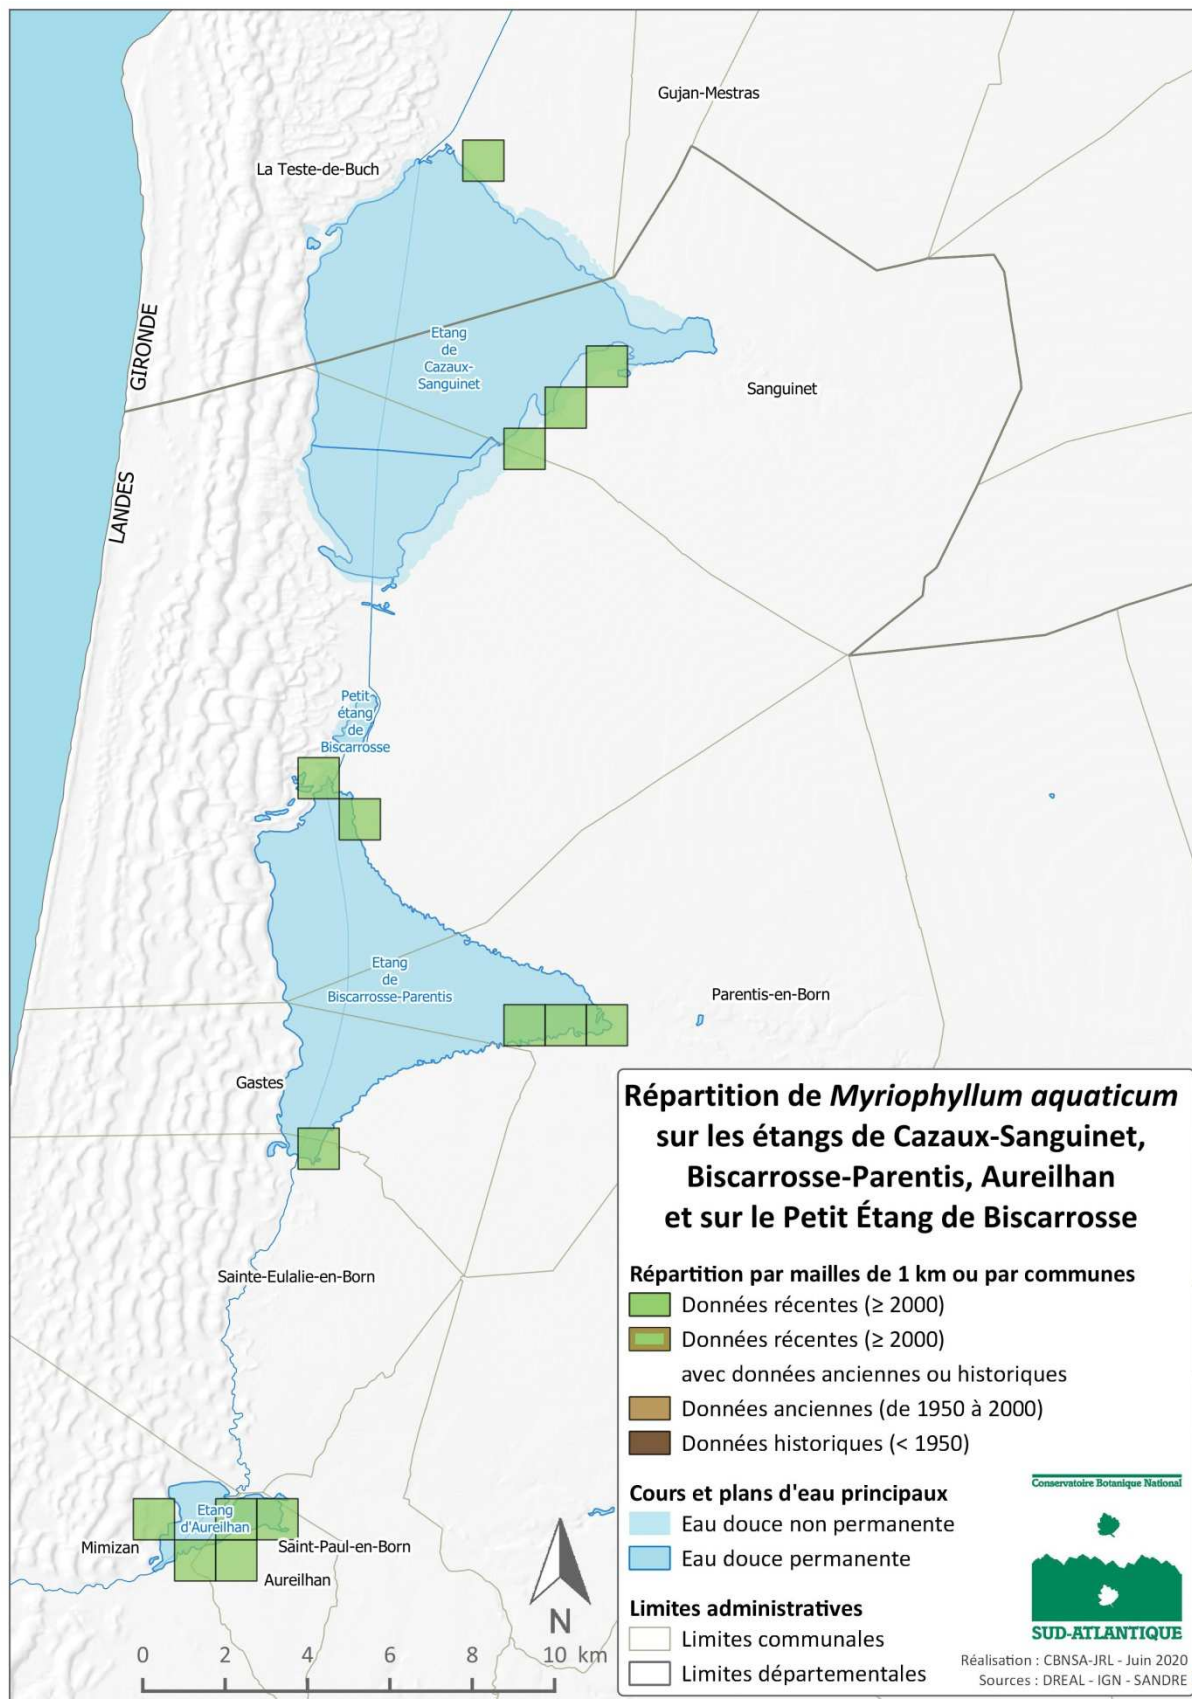 Gujan-Mestras
La Teste-de-Buch
GIRONDE
Etang
de
Cazaux-
Sanguinet
Sanguinet
LANDES
Petit
étang
de
Biscarrosse
Etang
de
Biscarrosse-Parentis
Parentis-en-Born
Gastes
Sainte-Eulalie-en-Born
Etang
d'Aureilhan
Mimizan
Saint-Paul-en-Born
Aureilhan
N
0 2 4 6 8 10 km
Répartition de Myriophyllum aquaticum
sur les étangs de Cazaux-Sanguinet,
Biscarrosse-Parentis, Aureilhan
et sur le Petit Étang de Biscarrosse
Répartition par mailles de 1 km ou par communes
Données récentes (≥ 2000)
Données récentes (≥ 2000)
avec données anciennes ou historiques
Données anciennes (de 1950 à 2000)
Données historiques (< 1950)
Cours et plans d'eau principaux
Eau douce non permanente
Eau douce permanente
Limites administratives
Limites communales
Limites départementales
Conservatoire Botanique National
SUD-ATLANTIQUE
Réalisation : CBNSA-JRL - Juin 2020
Sources : DREAL - IGN - SANDRE